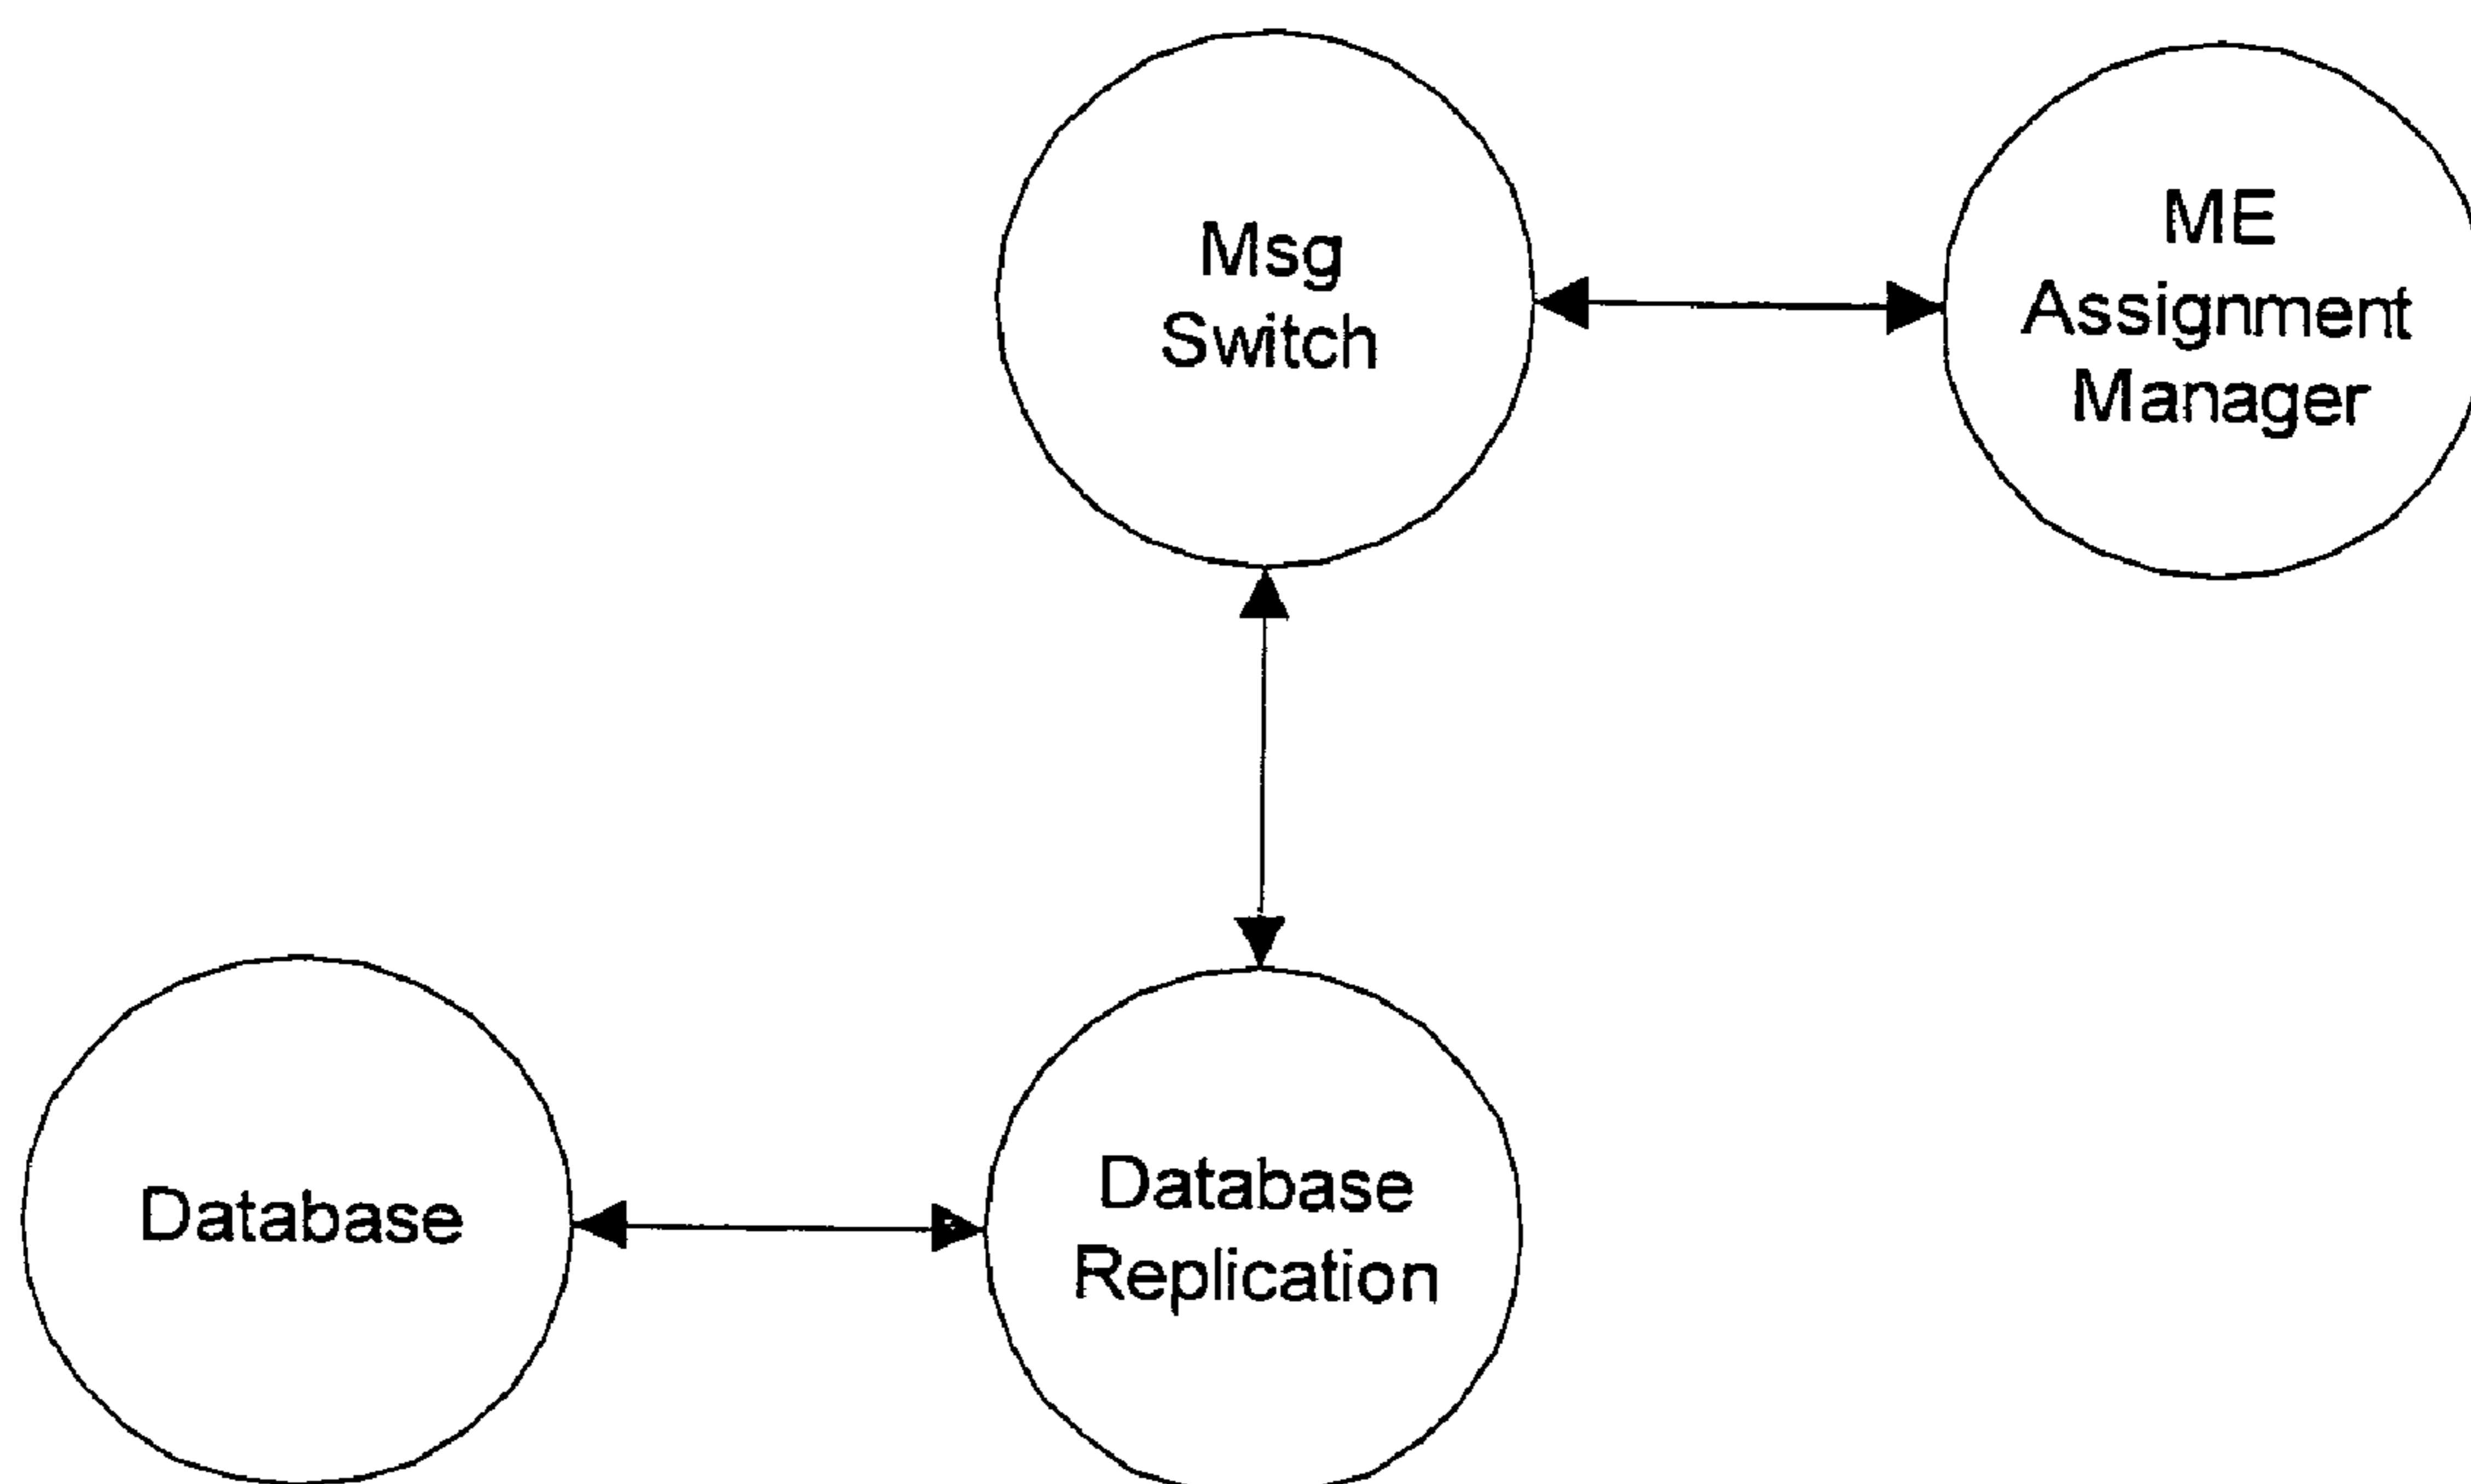 Msg
Switch
ME
Assignment
Manager
Database
Database
Replication